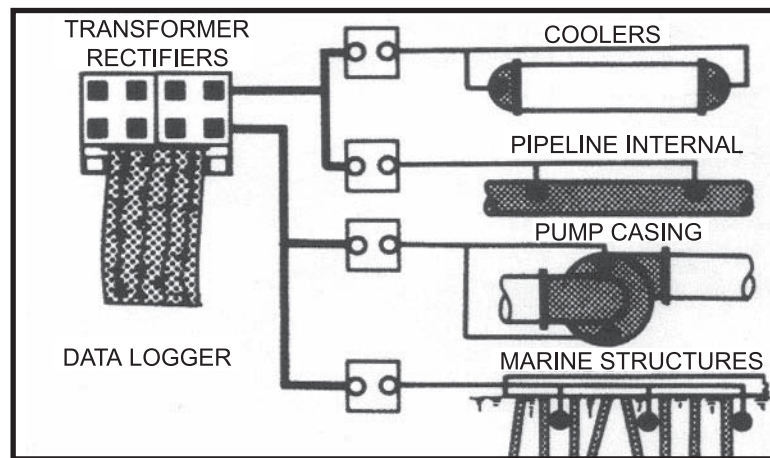 TRANSFORMER
RECTIFIERS
COOLERS
PIPELINE INTERNAL
PUMP CASING
DATA LOGGER
MARINE STRUCTURES